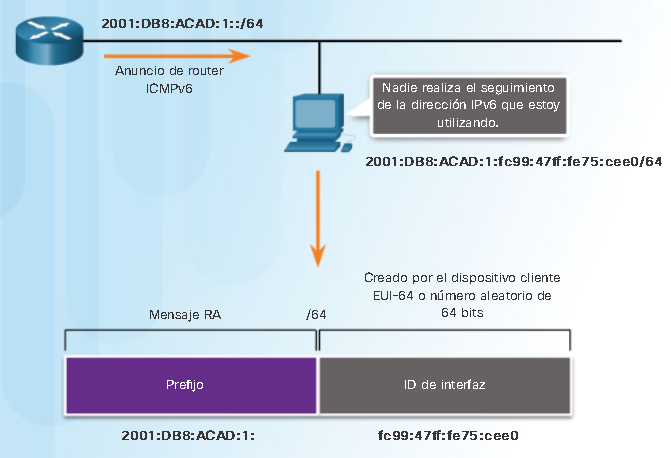 2001:DB8:ACAD:1::/64
Anuncio de router
ICMPv6
Nadie realiza el seguimiento
de la dirección IPv6 que estoy
utilizando.
2001:DB8:ACAD:1:fc99:47ff:fe75:cee0/64
Creado por el dispositivo cliente
EUI-64 o número aleatorio de
64 bits
Mensaje RA
/64
Prefijo
ID de interfaz
2001:DB8:ACAD:1:
fc99:47ff:fe75:cee0